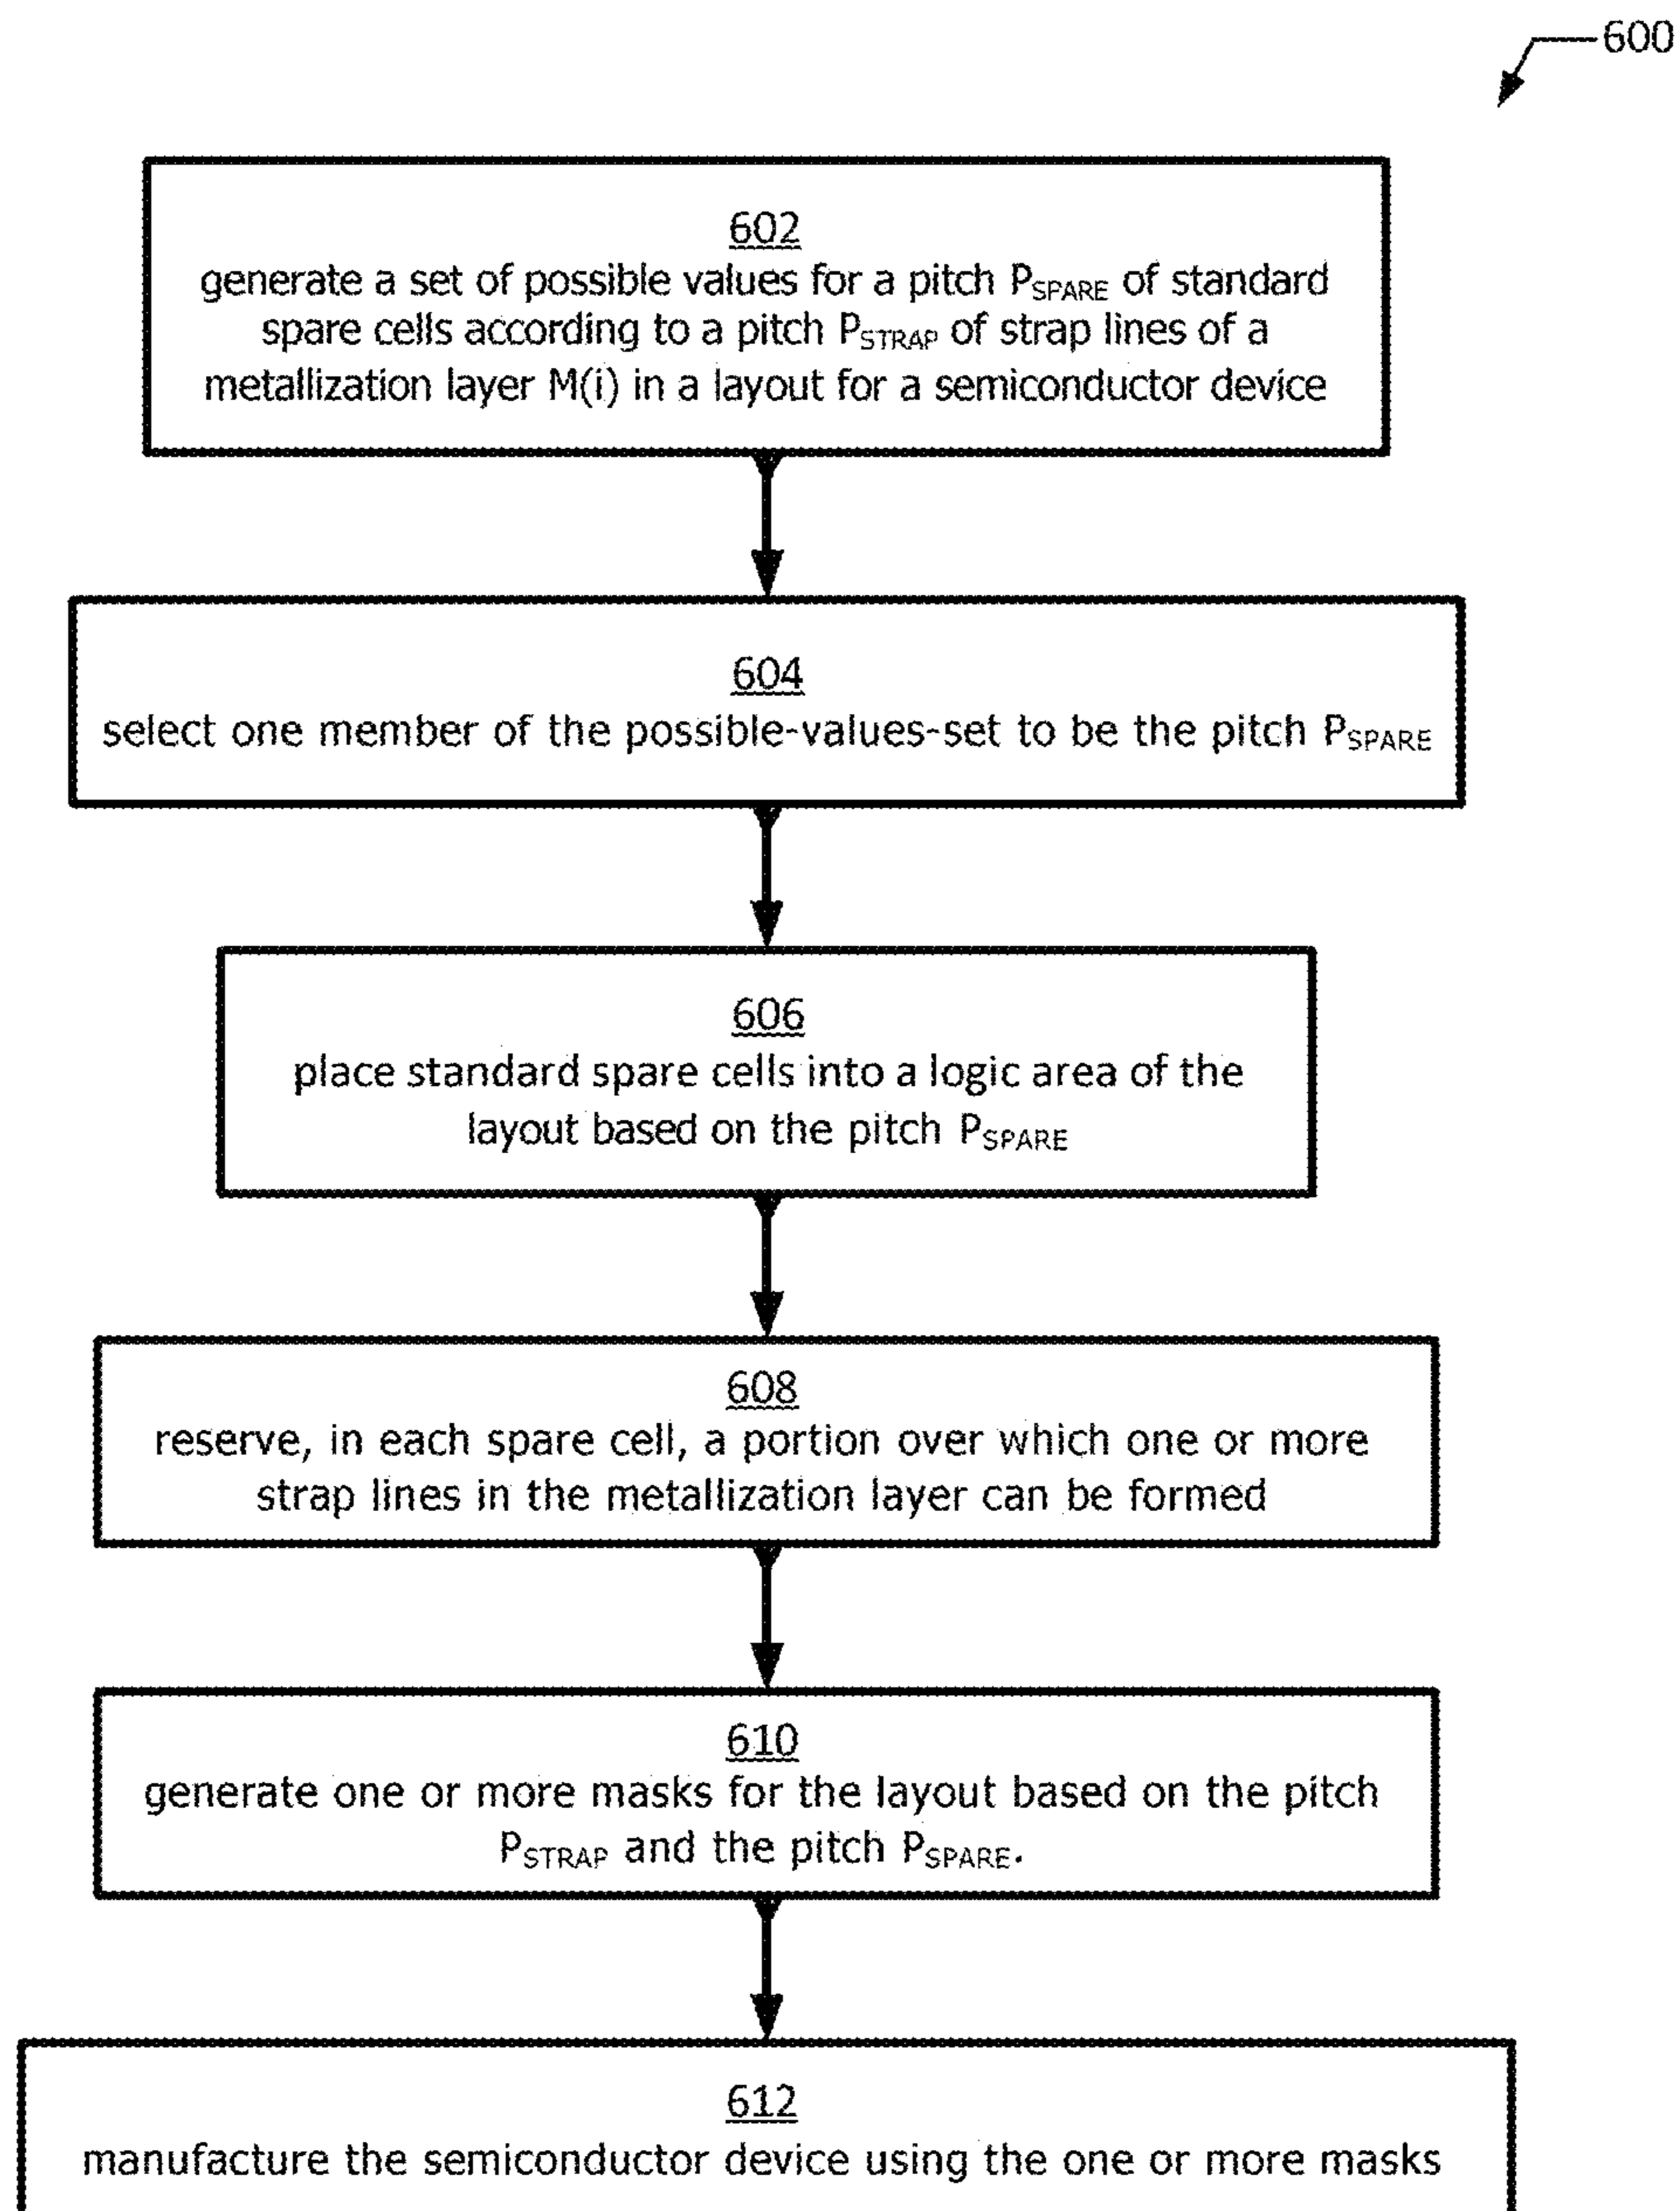 600
602
generate a set of possible values for a pitch PSPARE of standard
spare cells according to a pitch PSTRAP of strap lines of a
metallization layer M(i) in a layout for a semiconductor device
604
select one member of the possible-values-set to be the pitch PSPARE
606
place standard spare cells into a logic area of the
layout based on the pitch PSPARE
608
reserve, in each spare cell, a portion over which one or more
strap lines in the metallization layer can be formed
610
generate one or more masks for the layout based on the pitch
PSTRAP and the pitch PSPARE.
612
manufacture the semiconductor device using the one or more masks